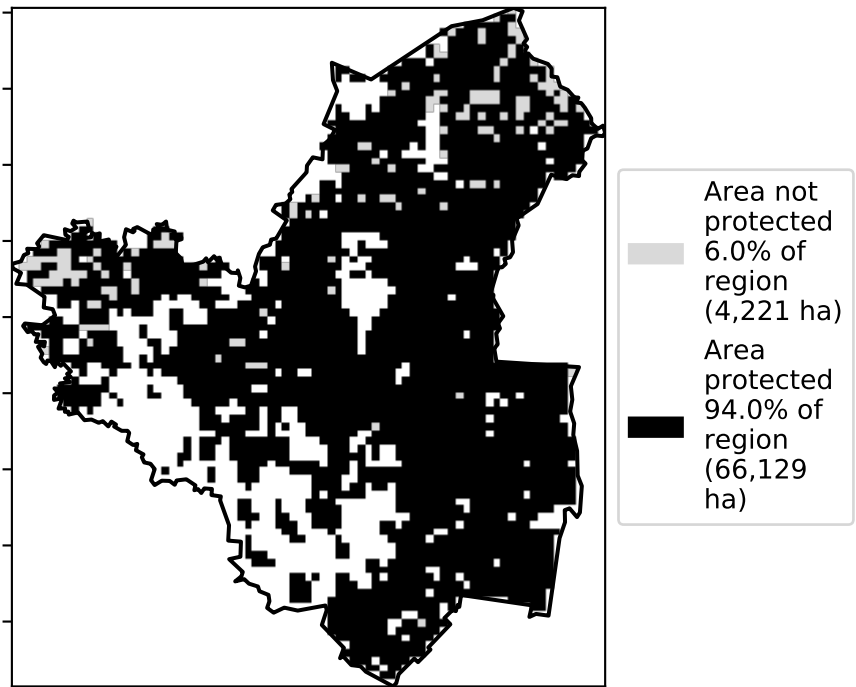 Area not
protected
6.0% of
region
(4,221 ha)
Area
protected
94.0% of
region
(66,129
ha)